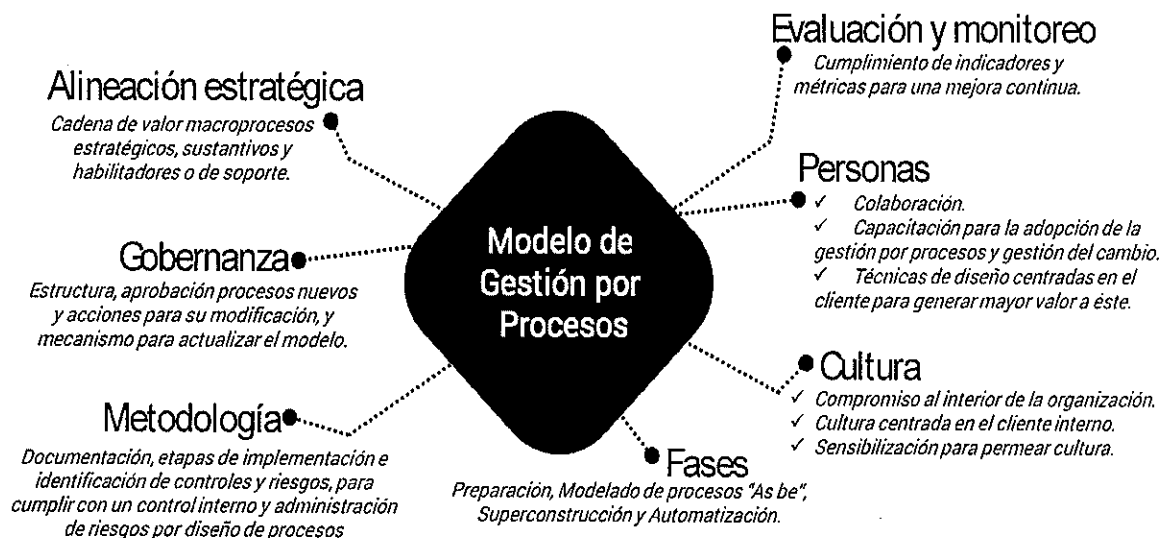 Alineación estratégica
Cadena de valor macroprocesos
estratégicos, sustantivos y
habilitadores o de soporte.
Gobernanza
Estructura, aprobación procesos nuevos
y acciones para su modificación, y
mecanismo para actualizar el modelo.
Metodología
Documentación, etapas de implementación e
identificación de controles y riesgos, para
cumplir con un control interno y administración
de riesgos por diseño de procesos
Modelo de
Gestión por
Procesos
Evaluación y monitoreo
Cumplimiento de indicadores y
métricas para una mejora continua.
Personas
✓ Colaboración.
✓ Capacitación para la adopción de la
gestión por procesos y gestión del cambio.
✓ Técnicas de diseño centradas en el
cliente para generar mayor valor a éste.
Cultura
✓ Compromiso al interior de la organización.
✓ Cultura centrada en el cliente interno.
✓ Sensibilización para permear cultura.
Fases
Preparación, Modelado de procesos "As be",
Superconstrucción y Automatización.